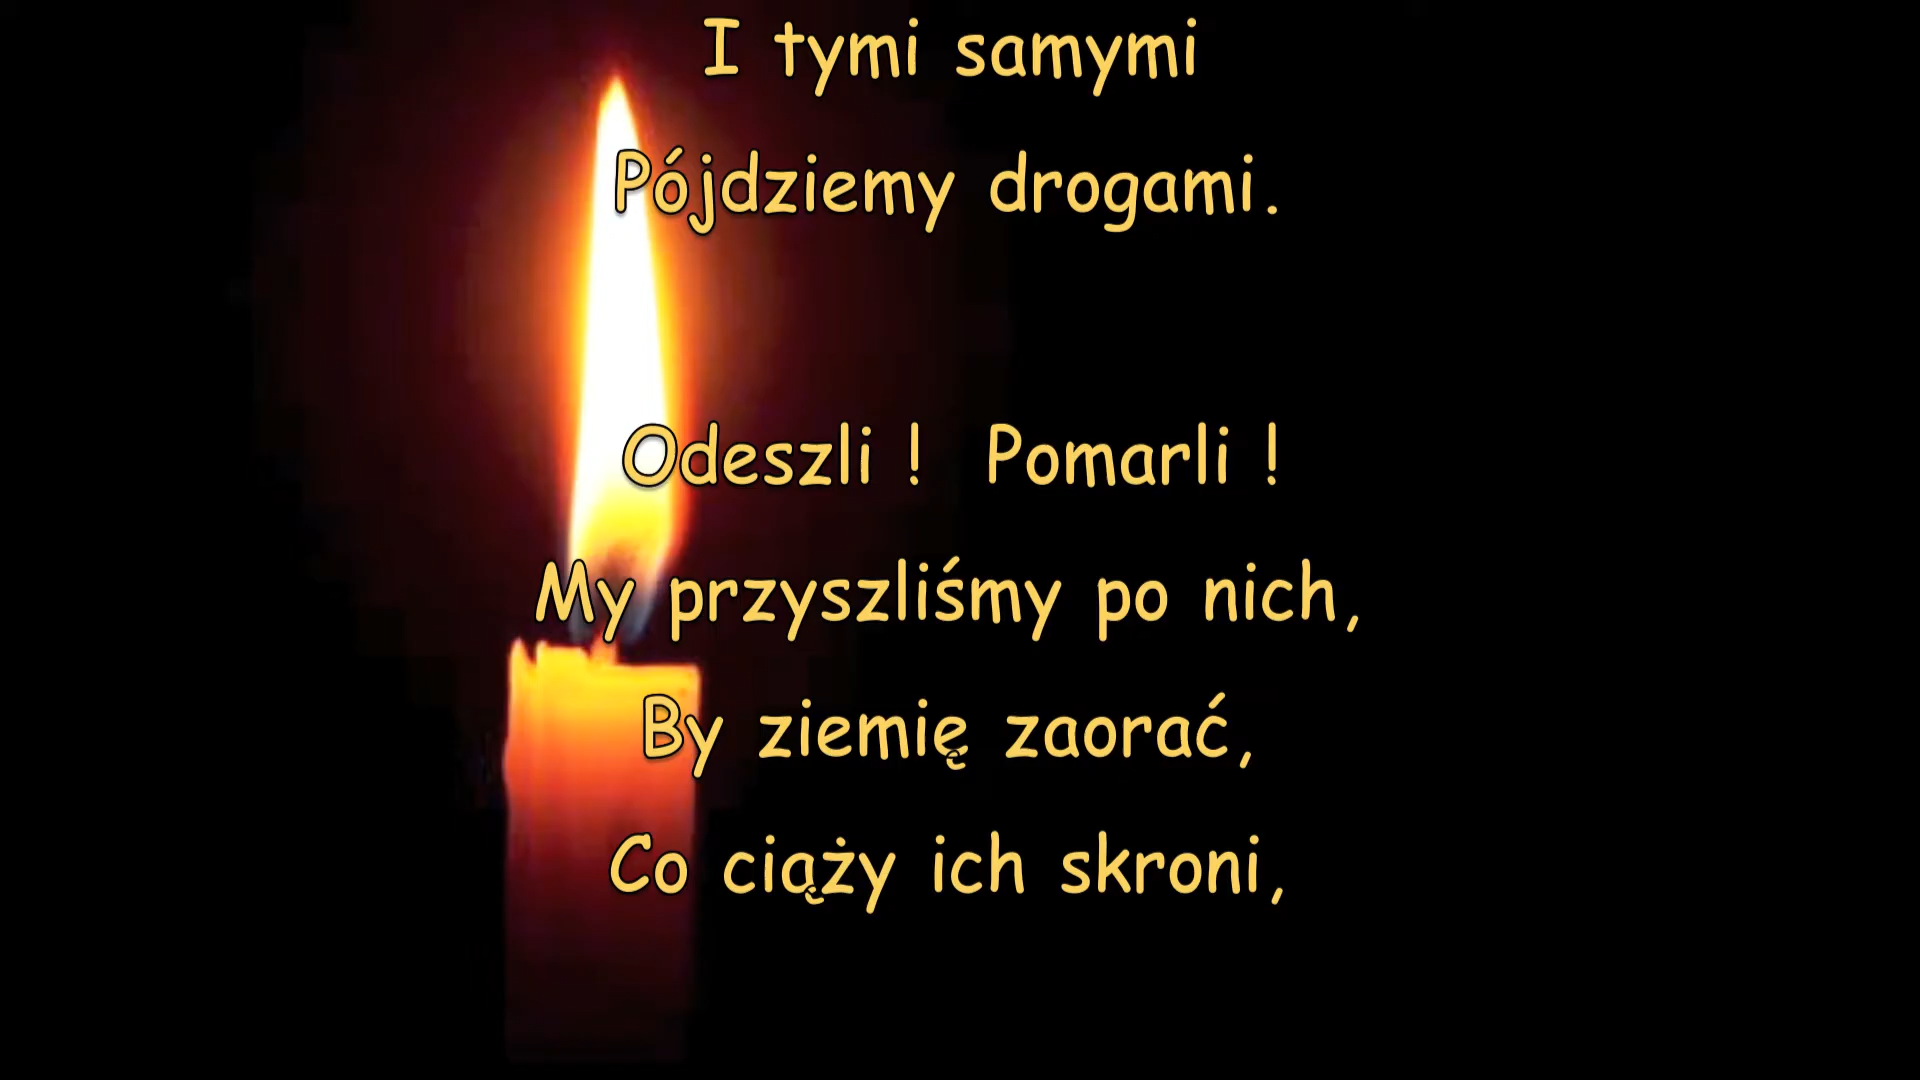 I tymi samymi
Pójdziemy drogami.
Odeszli ! Pomarli !
My przyszliśmy po nich,
By ziemię zaorać,
Co ciąży ich skroni,